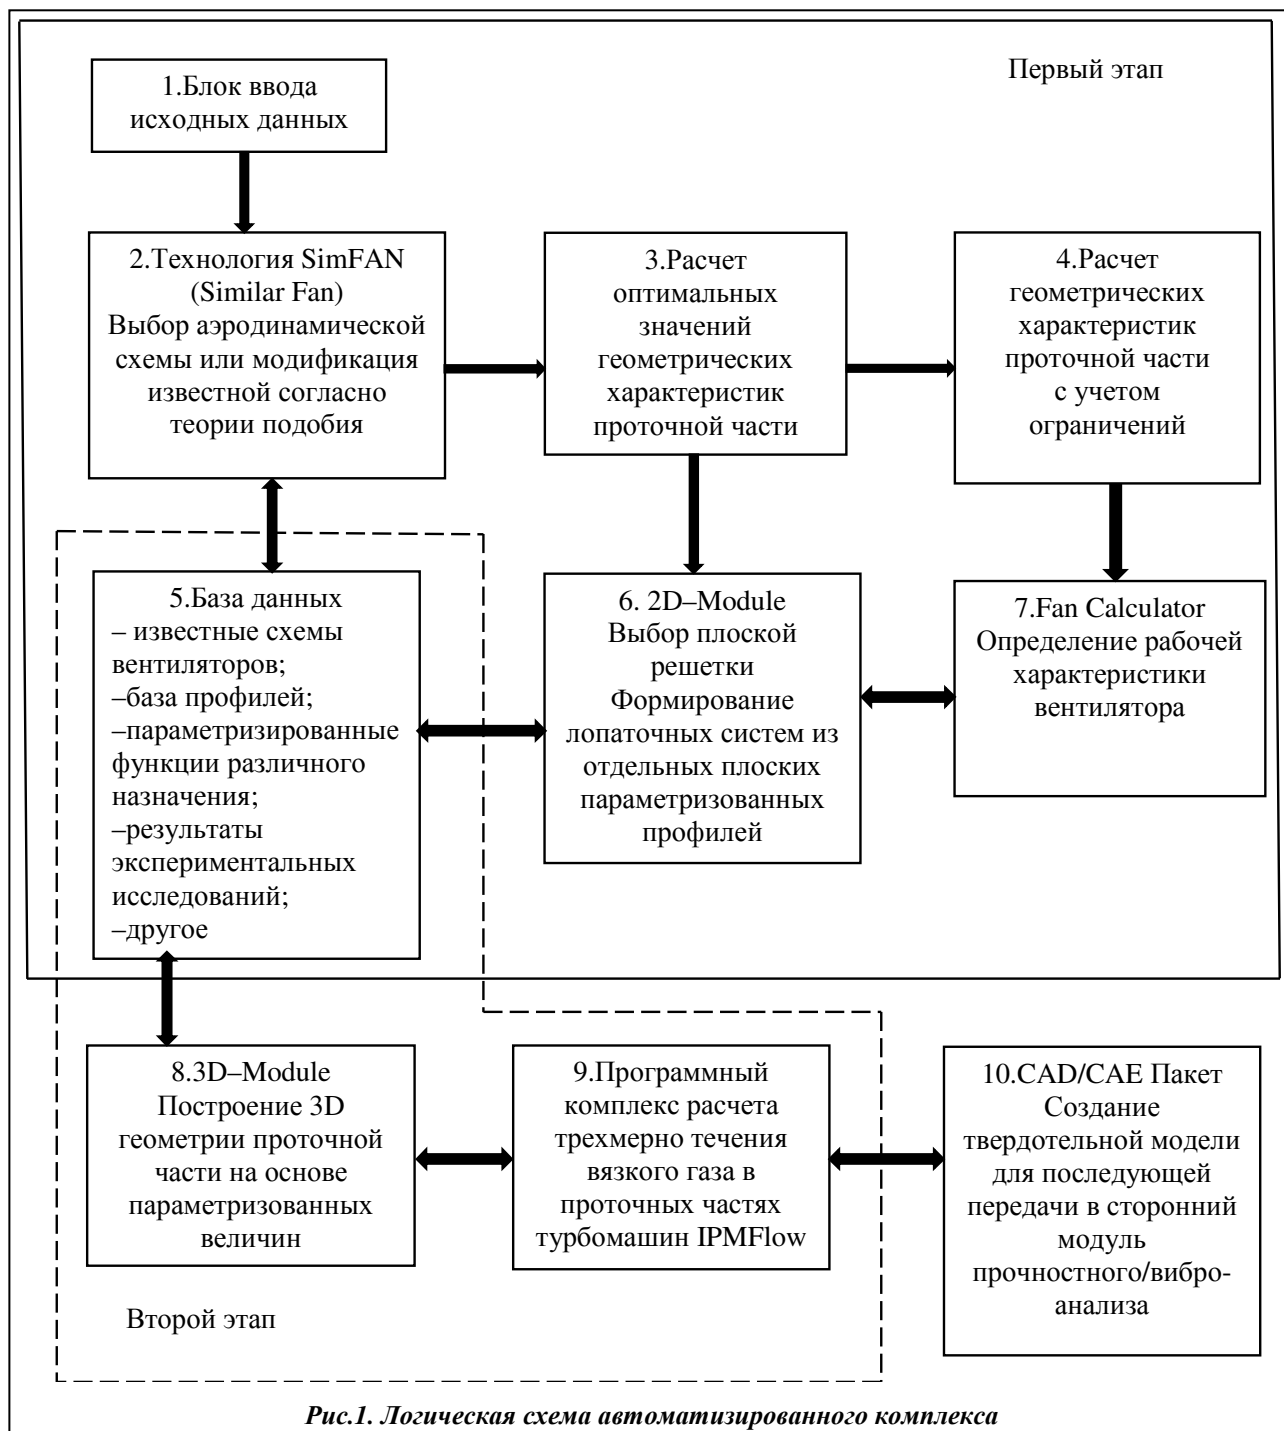 Первый этап
1.Блок ввода
исходных данных
2.Технология SimFAN
(Similar Fan)
Выбор аэродинамической
схемы или модификация
известной согласно
теории подобия
3.Расчет
оптимальных
значений
геометрических
характеристик
проточной части
4.Расчет
геометрических
характеристик
проточной части
с учетом
ограничений
5.База данных
– известные схемы
вентиляторов;
–база профилей;
–параметризированные
функции различного
назначения;
–результаты
экспериментальных
исследований;
–другое
6. 2D–Module
Выбор плоской
решетки
Формирование
лопаточных систем из
отдельных плоских
параметризованных
профилей
7.Fan Calculator
Определение рабочей
характеристики
вентилятора
8.3D–Module
Построение 3D
геометрии проточной
части на основе
параметризованных
величин
9.Программный
комплекс расчета
трехмерно течения
вязкого газа в
проточных частях
турбомашин IPMFlow
10.CAD/CAE Пакет
Создание
твердотельной модели
для последующей
передачи в сторонний
модуль
прочностного/вибро-
анализа
Второй этап
Рис.1. Логическая схема автоматизированного комплекса